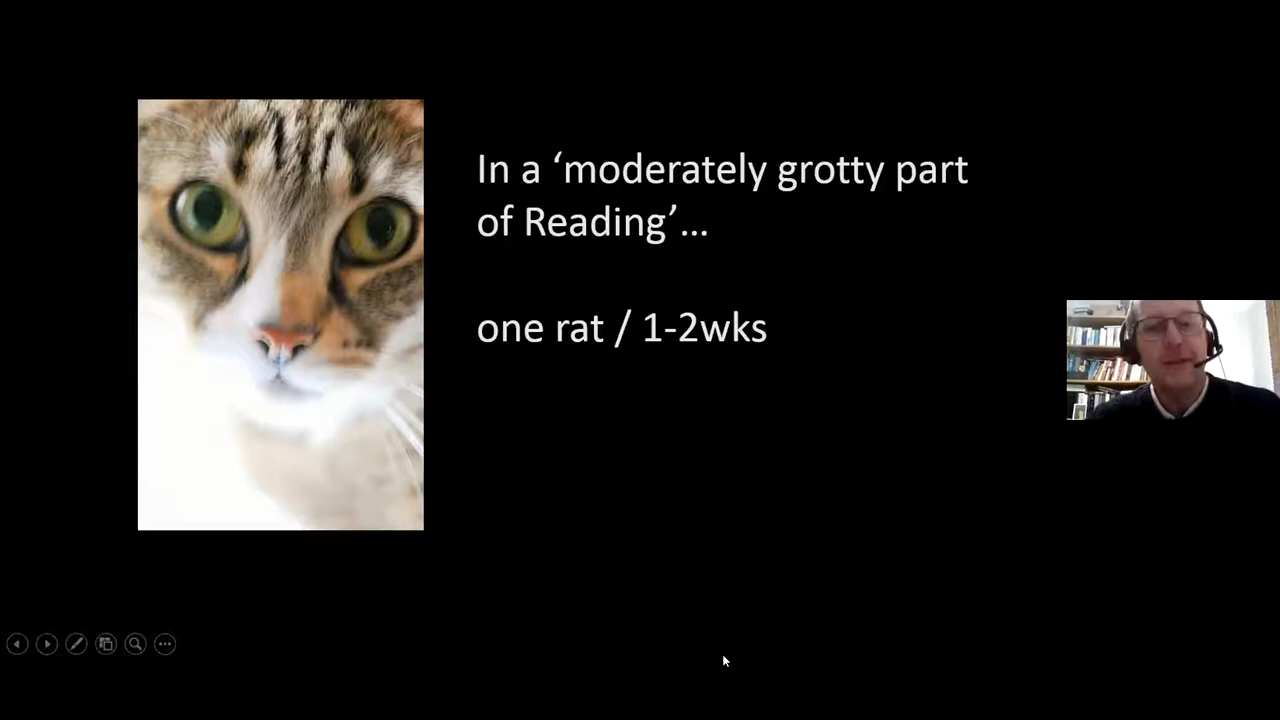 In a ‘moderately grotty part
of Reading’...
one rat / 1-2wks